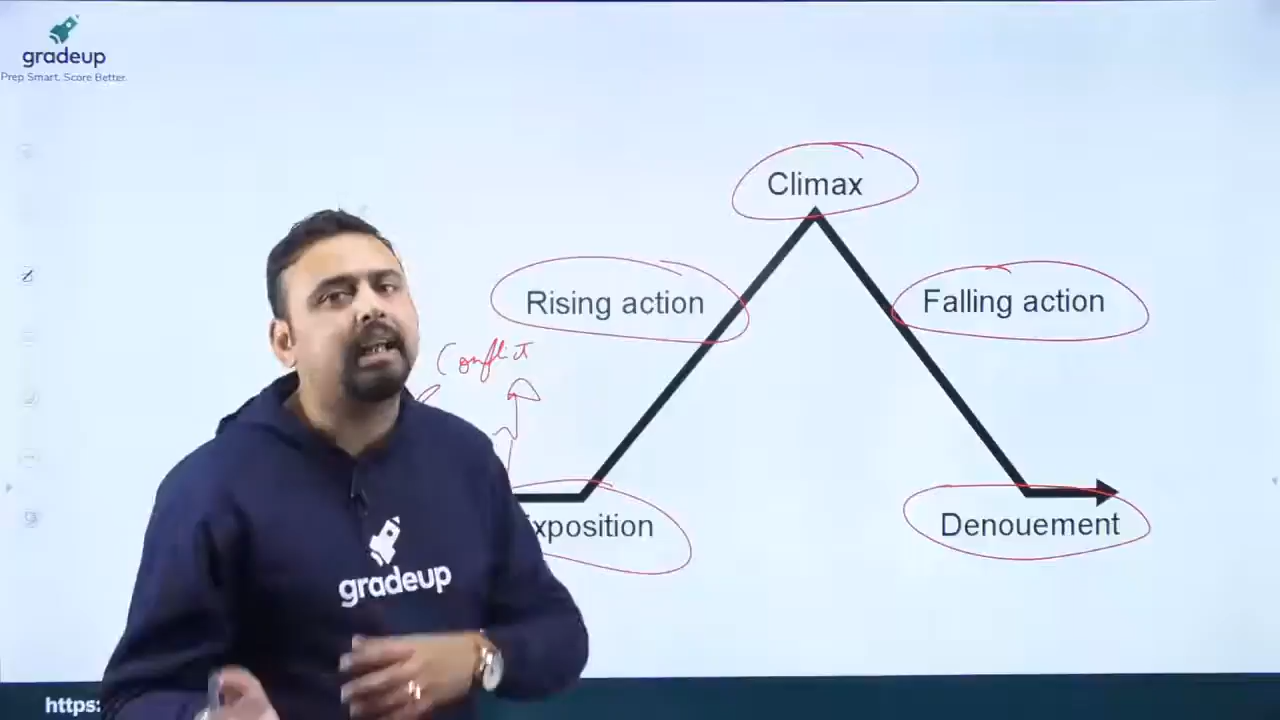 gradeup
Prep Smart. Score Better.
Climax
Rising action
Falling action
Conflict
xposition
Denouement
gradeup
https: